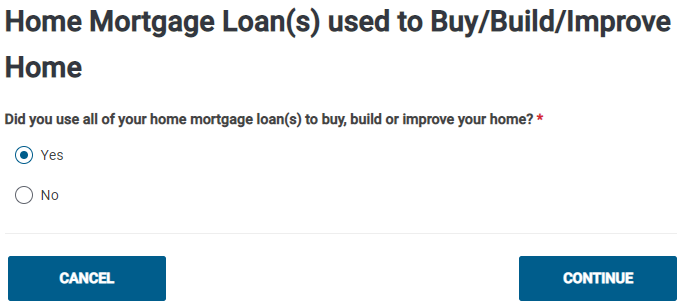 Home Mortgage Loan(s) used to Buy/Build/Improve
Home
Did you use all of your home mortgage loan(s) to buy, build or improve your home? *
Yes
No
CANCEL
CONTINUE